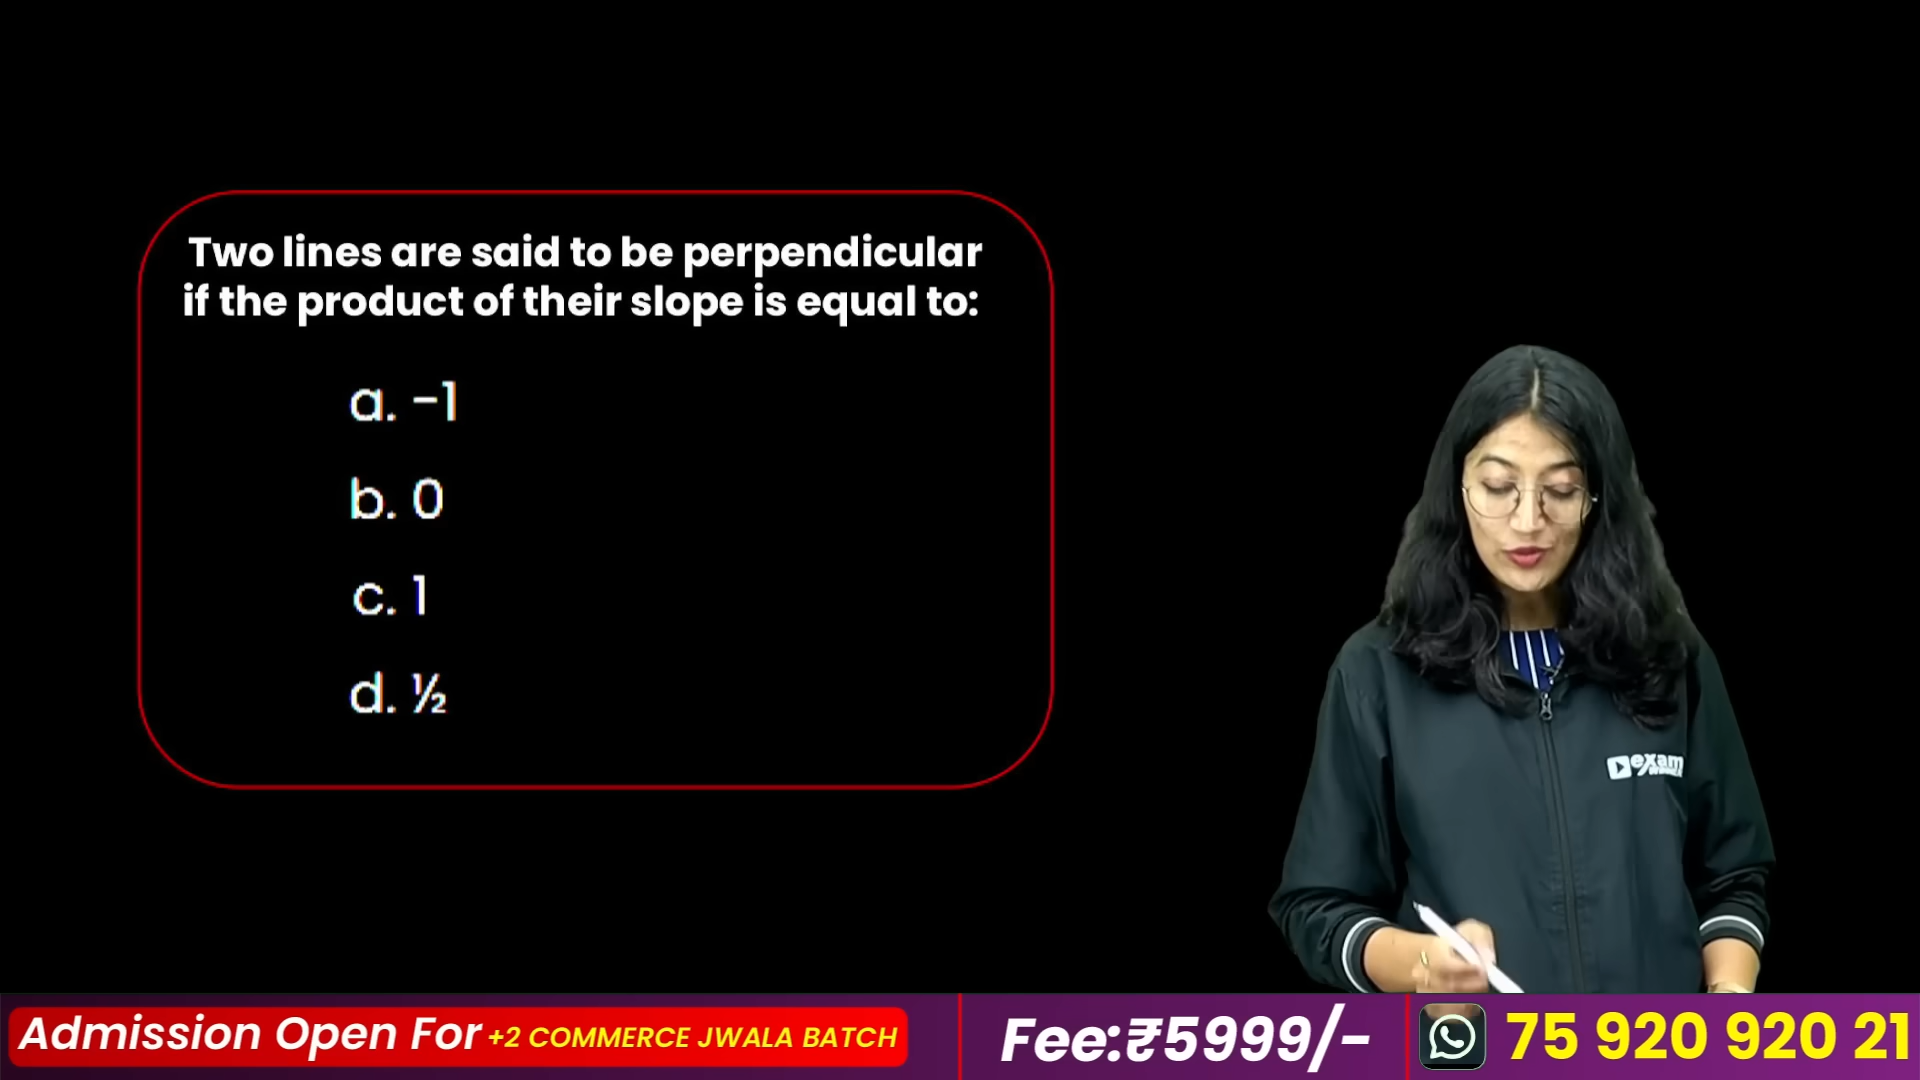 Two lines are said to be perpendicular
if the product of their slope is equal to:
a. -1
b. 0
c. 1
d. ½
exam
Admission Open For +2 COMMERCE JWALA BATCH
Fee:₹5999/-
75 920 920 21